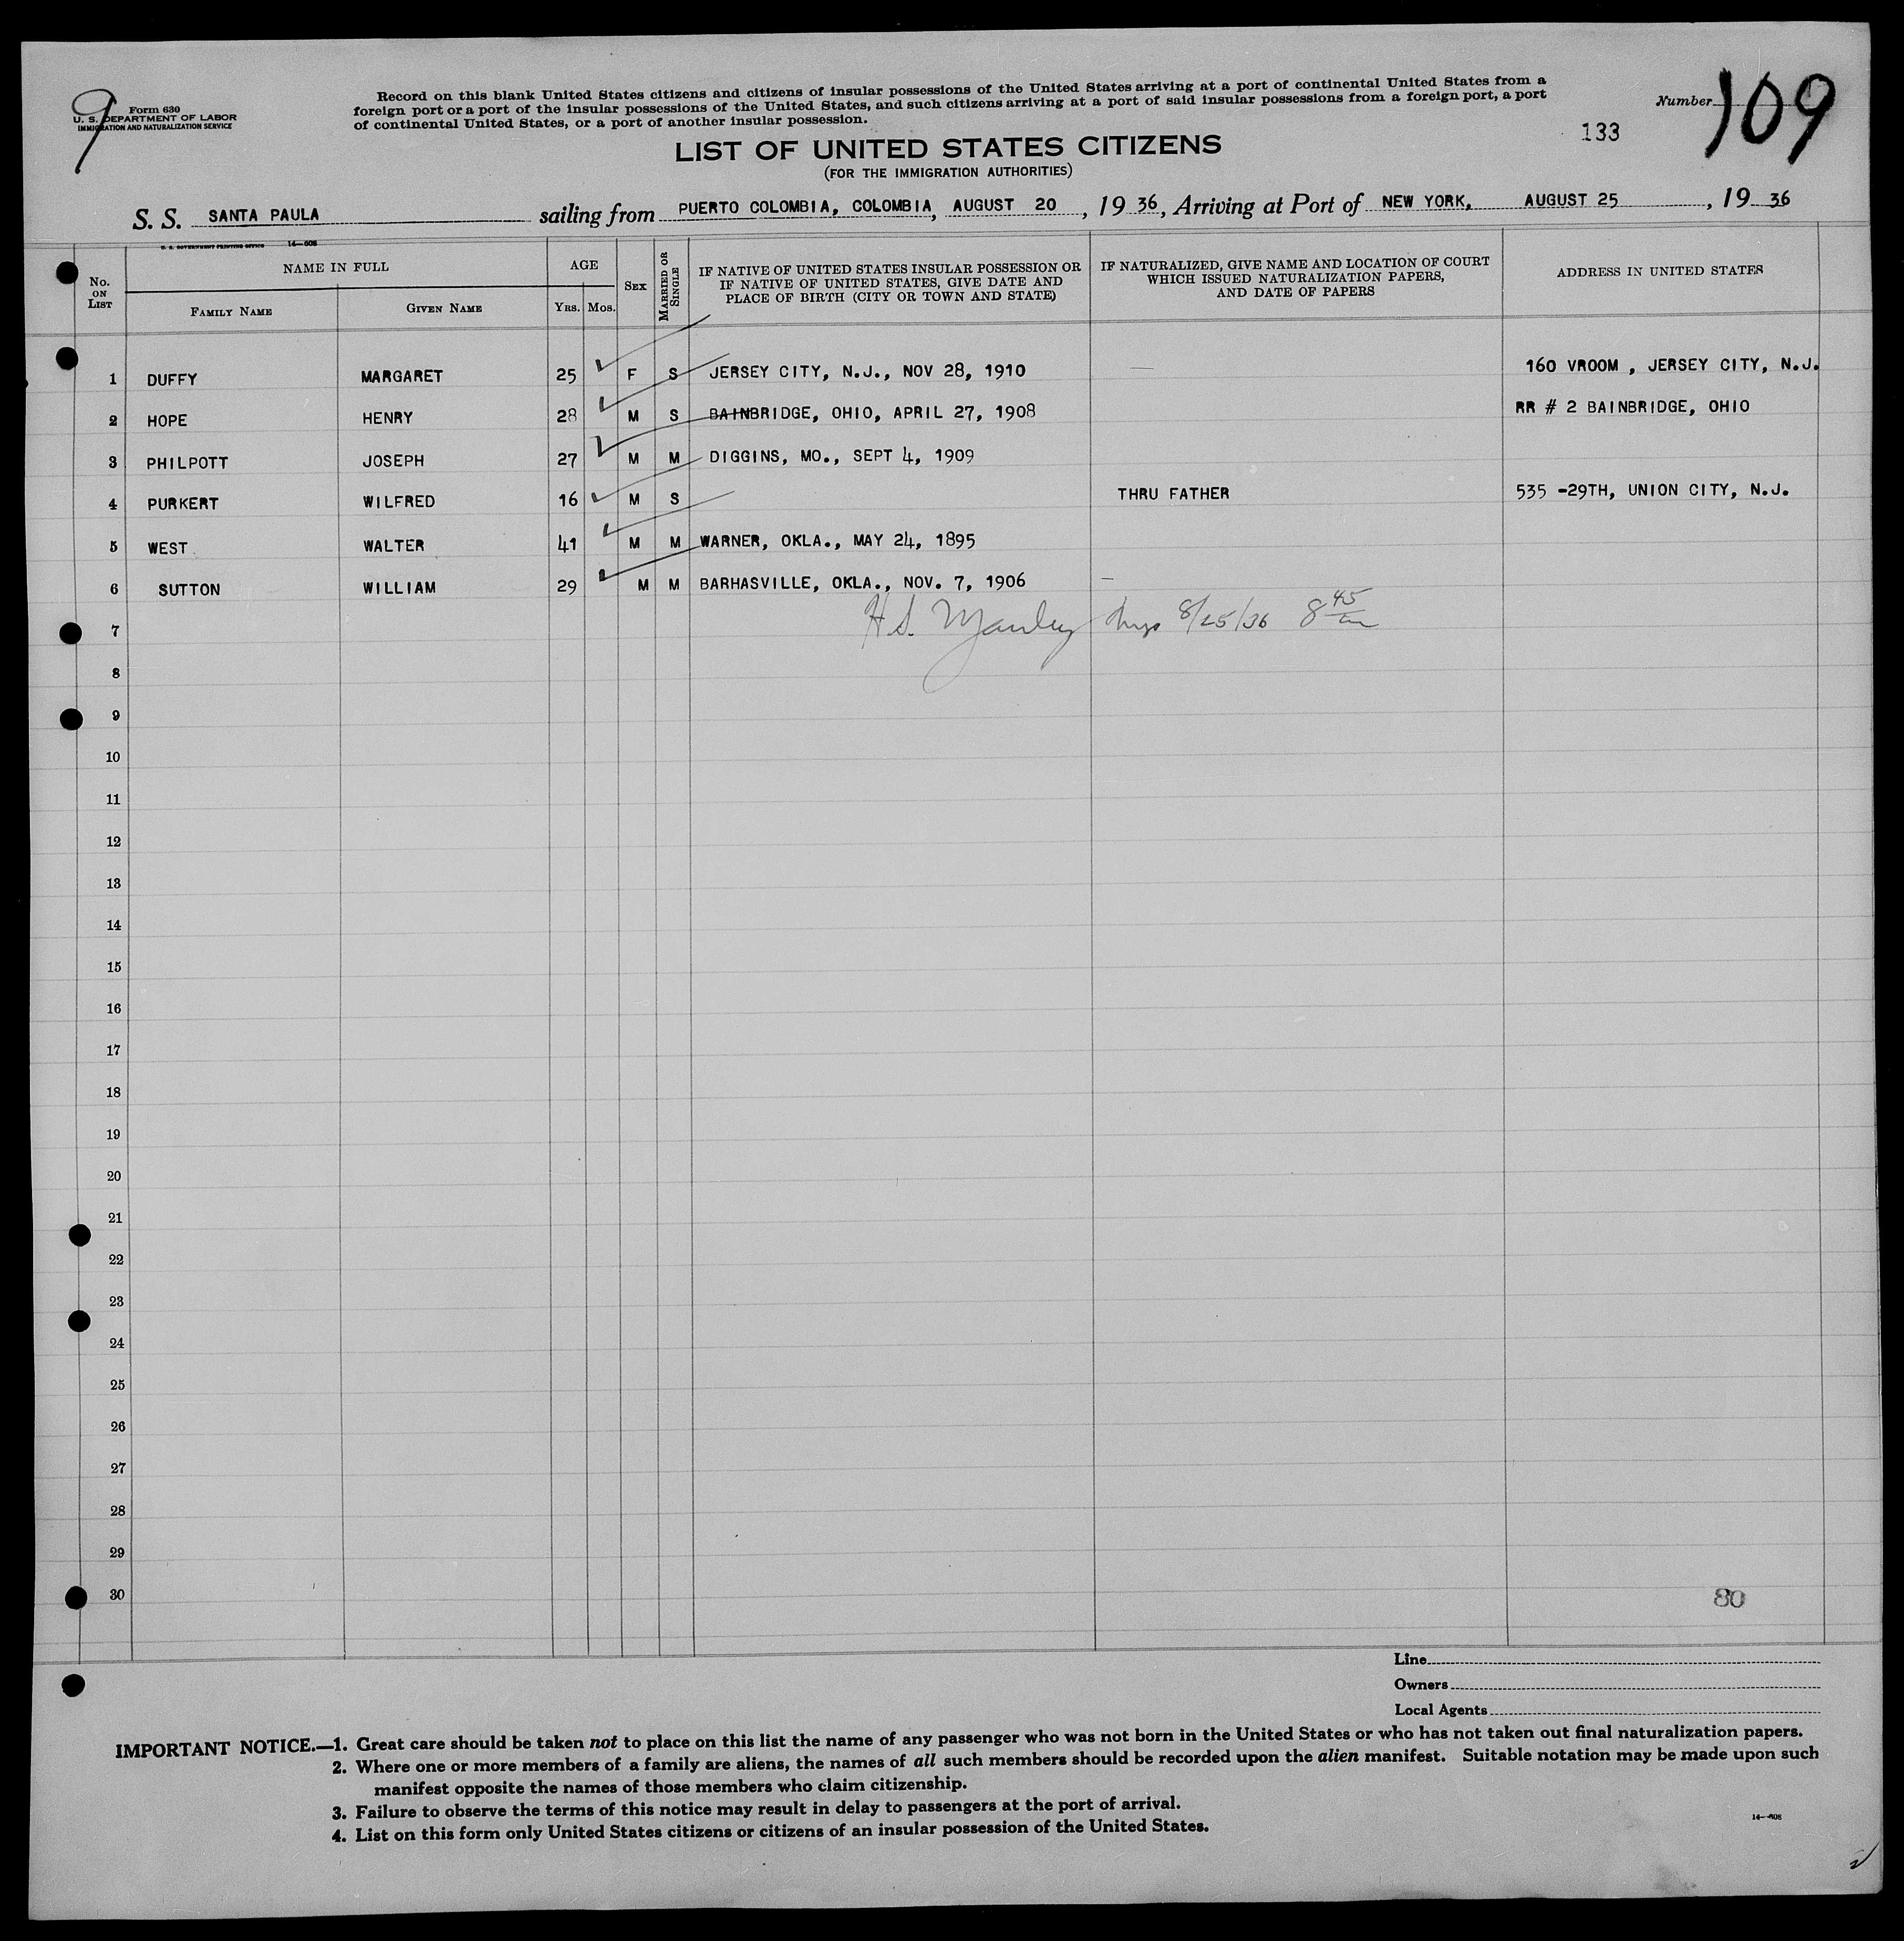 9
Form 630
U. S. DEPARTMENT OF LABOR
IMMIGRATION AND NATURALIZATION SERVICE
Record on this blank United States citizens and citizens of insular possessions of the United States arriving at a port of continental United States from a
foreign port or a port of the insular possessions of the United States, and such citizens arriving at a port of said insular possessions from a foreign port, a port
of continental United States, or a port of another insular possession.
Number 109
133
LIST OF UNITED STATES CITIZENS
(FOR THE IMMIGRATION AUTHORITIES)
S. S. SANTA PAULA sailing from PUERTO COLOMBIA, COLOMBIA, AUGUST 20, 19 36, Arriving at Port of NEW YORK, AUGUST 25, 19 36
U. S. GOVERNMENT PRINTING OFFICE 14—608
No. ON LIST
NAME IN FULL
FAMILY NAME
GIVEN NAME
AGE
YRS. MOS.
SEX
MARRIED OR SINGLE
IF NATIVE OF UNITED STATES INSULAR POSSESSION OR
IF NATIVE OF UNITED STATES, GIVE DATE AND
PLACE OF BIRTH (CITY OR TOWN AND STATE)
IF NATURALIZED, GIVE NAME AND LOCATION OF COURT
WHICH ISSUED NATURALIZATION PAPERS,
AND DATE OF PAPERS
ADDRESS IN UNITED STATES
1 DUFFY MARGARET 25 F S JERSEY CITY, N.J., NOV 28, 1910 — 160 VROOM , JERSEY CITY, N.J.
2 HOPE HENRY 28 M S BAINBRIDGE, OHIO, APRIL 27, 1908 RR # 2 BAINBRIDGE, OHIO
3 PHILPOTT JOSEPH 27 M M DIGGINS, MO., SEPT 4, 1909
4 PURKERT WILFRED 16 M S THRU FATHER 535 -29TH, UNION CITY, N.J.
5 WEST WALTER 41 M M WARNER, OKLA., MAY 24, 1895
6 SUTTON WILLIAM 29 M M BARHASVILLE, OKLA., NOV. 7, 1906 —
H.S. Manley 8/25/36 8 45 am
7
8
9
10
11
12
13
14
15
16
17
18
19
20
21
22
23
24
25
26
27
28
29
30
80
Line
Owners
Local Agents
IMPORTANT NOTICE.—1. Great care should be taken not to place on this list the name of any passenger who was not born in the United States or who has not taken out final naturalization papers.
2. Where one or more members of a family are aliens, the names of all such members should be recorded upon the alien manifest. Suitable notation may be made upon such
manifest opposite the names of those members who claim citizenship.
3. Failure to observe the terms of this notice may result in delay to passengers at the port of arrival.
4. List on this form only United States citizens or citizens of an insular possession of the United States.
14—608